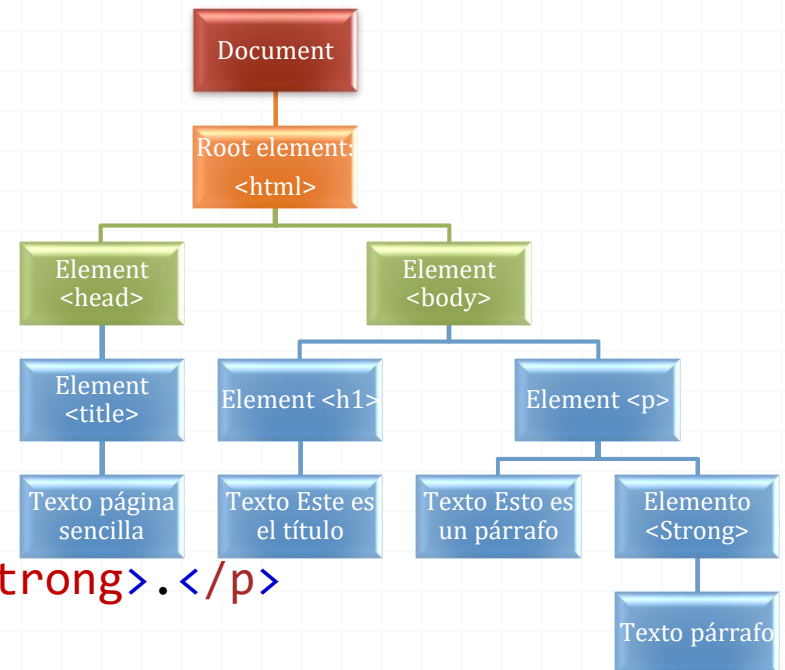 Document
Root element:
<html>
Element
<head>
Element
<body>
Element
<title>
Element <h1>
Element <p>
Texto página
sencilla
Texto Este es
el título
Texto Esto es
un párrafo
Elemento
<Strong>
trong>.</p>
Texto párrafo